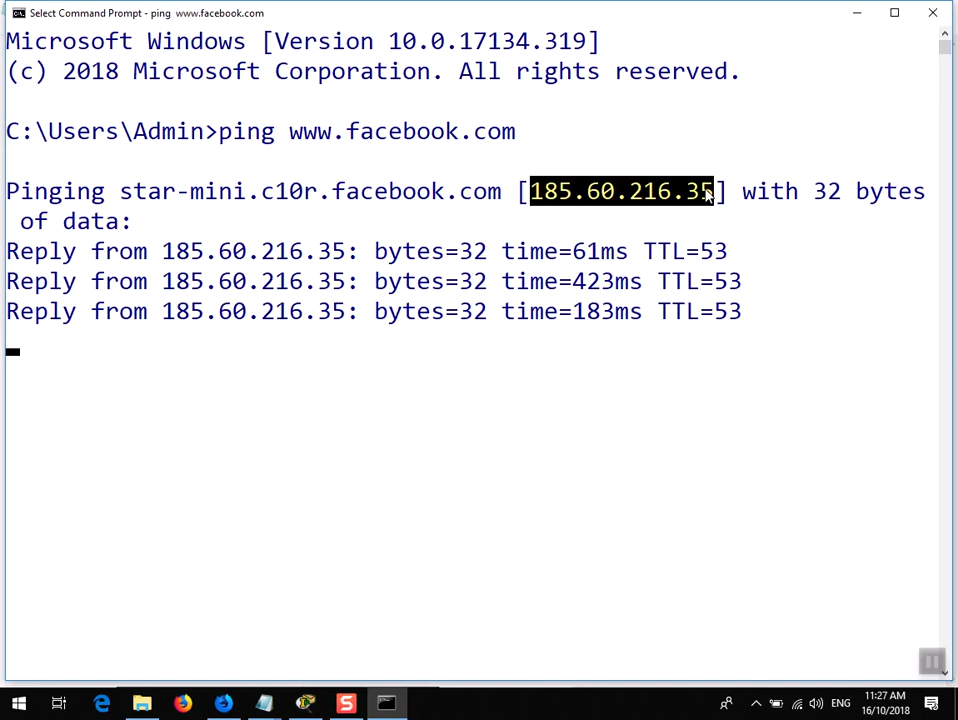 Select Command Prompt - ping  www.facebook.com
Microsoft Windows [Version 10.0.17134.319]
(c) 2018 Microsoft Corporation. All rights reserved.
C:\Users\Admin>ping www.facebook.com
Pinging star-mini.c10r.facebook.com [185.60.216.35] with 32 bytes
of data:
Reply from 185.60.216.35: bytes=32 time=61ms TTL=53
Reply from 185.60.216.35: bytes=32 time=423ms TTL=53
Reply from 185.60.216.35: bytes=32 time=183ms TTL=53
S
ENG
11:27 AM
16/10/2018